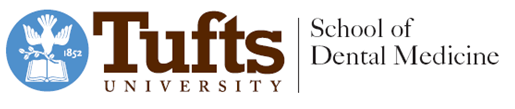 1852
Tufts
UNIVERSITY
School of
Dental Medicine